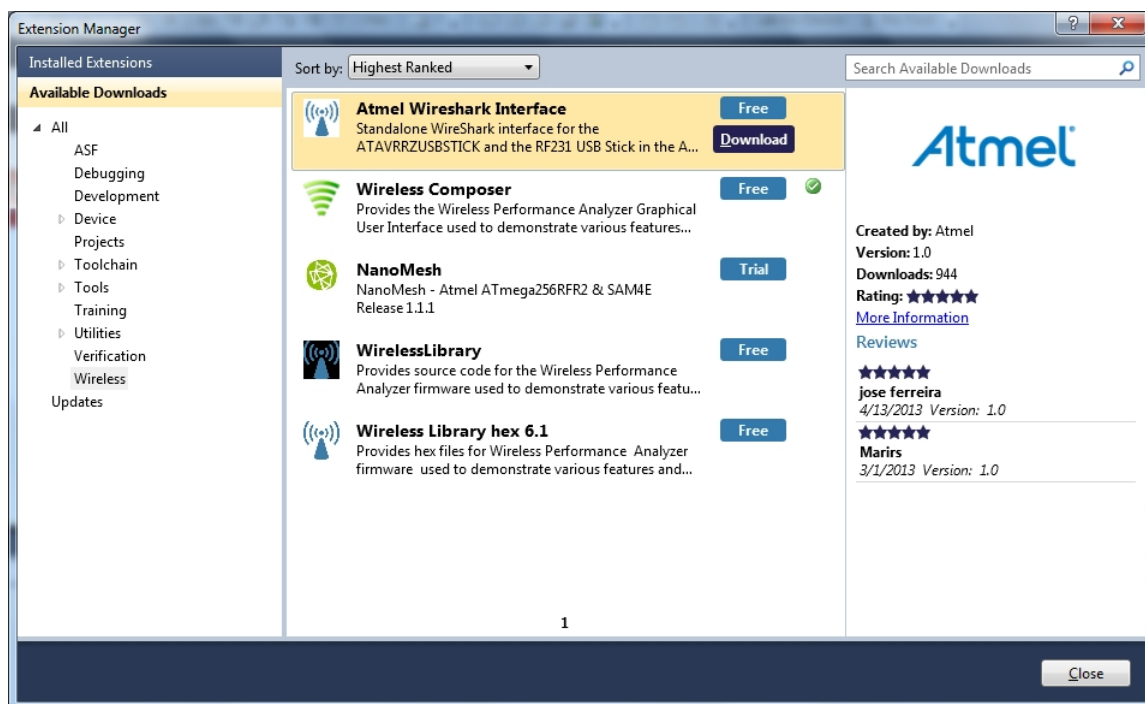 Extension Manager
Installed Extensions
Available Downloads
All
ASF
Debugging
Development
Device
Projects
Toolchain
Tools
Training
Utilities
Verification
Wireless
Updates
Sort by: Highest Ranked
Atmel Wireshark Interface
Free
Standalone WireShark interface for the
ATAVRRZUSBSTICK and the RF231 USB Stick in the A...
Download
Wireless Composer
Free
Provides the Wireless Performance Analyzer Graphical
User Interface used to demonstrate various features...
NanoMesh
Trial
NanoMesh - Atmel ATmega256RFR2 & SAM4E
Release 1.1.1
WirelessLibrary
Free
Provides source code for the Wireless Performance
Analyzer firmware used to demonstrate various featu...
Wireless Library hex 6.1
Free
Provides hex files for Wireless Performance Analyzer
firmware used to demonstrate various features and...
1
Search Available Downloads
Atmel
Created by: Atmel
Version: 1.0
Downloads: 944
Rating: ★★★★★
More Information
Reviews
★★★★★
jose ferreira
4/13/2013 Version: 1.0
★★★★★
Marirs
3/1/2013 Version: 1.0
Close